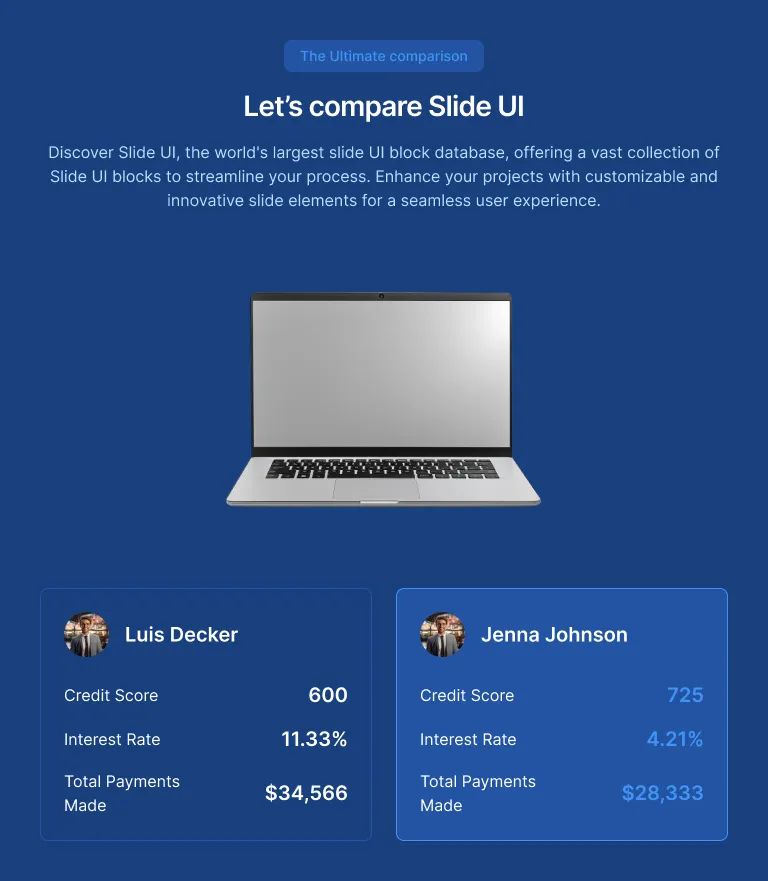 The Ultimate comparison
Let’s compare Slide UI
Discover Slide UI, the world's largest slide UI block database, offering a vast collection of
Slide UI blocks to streamline your process. Enhance your projects with customizable and
innovative slide elements for a seamless user experience.
Luis Decker
Credit Score 600
Interest Rate 11.33%
Total Payments
Made
$34,566
Jenna Johnson
Credit Score 725
Interest Rate 4.21%
Total Payments
Made
$28,333